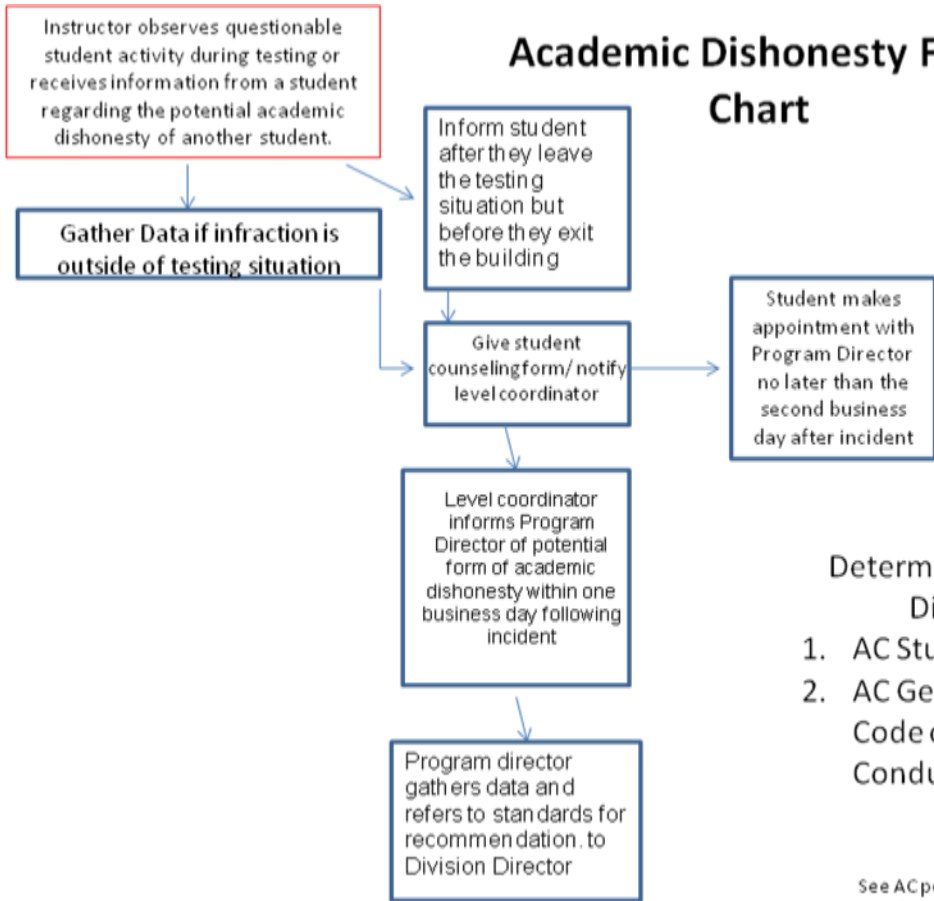 Academic Dishonesty F
Chart
Instructor observes questionable
student activity during testing or
receives information from a student
regarding the potential academic
dishonesty of another student.
Gather Data if infraction is
outside of testing situation
Inform student
after they leave
the testing
situation but
before they exit
the building
Give student
counseling form/ notify
level coordinator
Student makes
appointment with
Program Director
no later than the
second business
day after incident
Level coordinator
informs Program
Director of potential
form of academic
dishonesty within one
business day following
incident
Program director
gathers data and
refers to standards for
recommendation. to
Division Director
Determ
Di
1. AC Stu
2. AC Ge
Code
Condu
See AC p